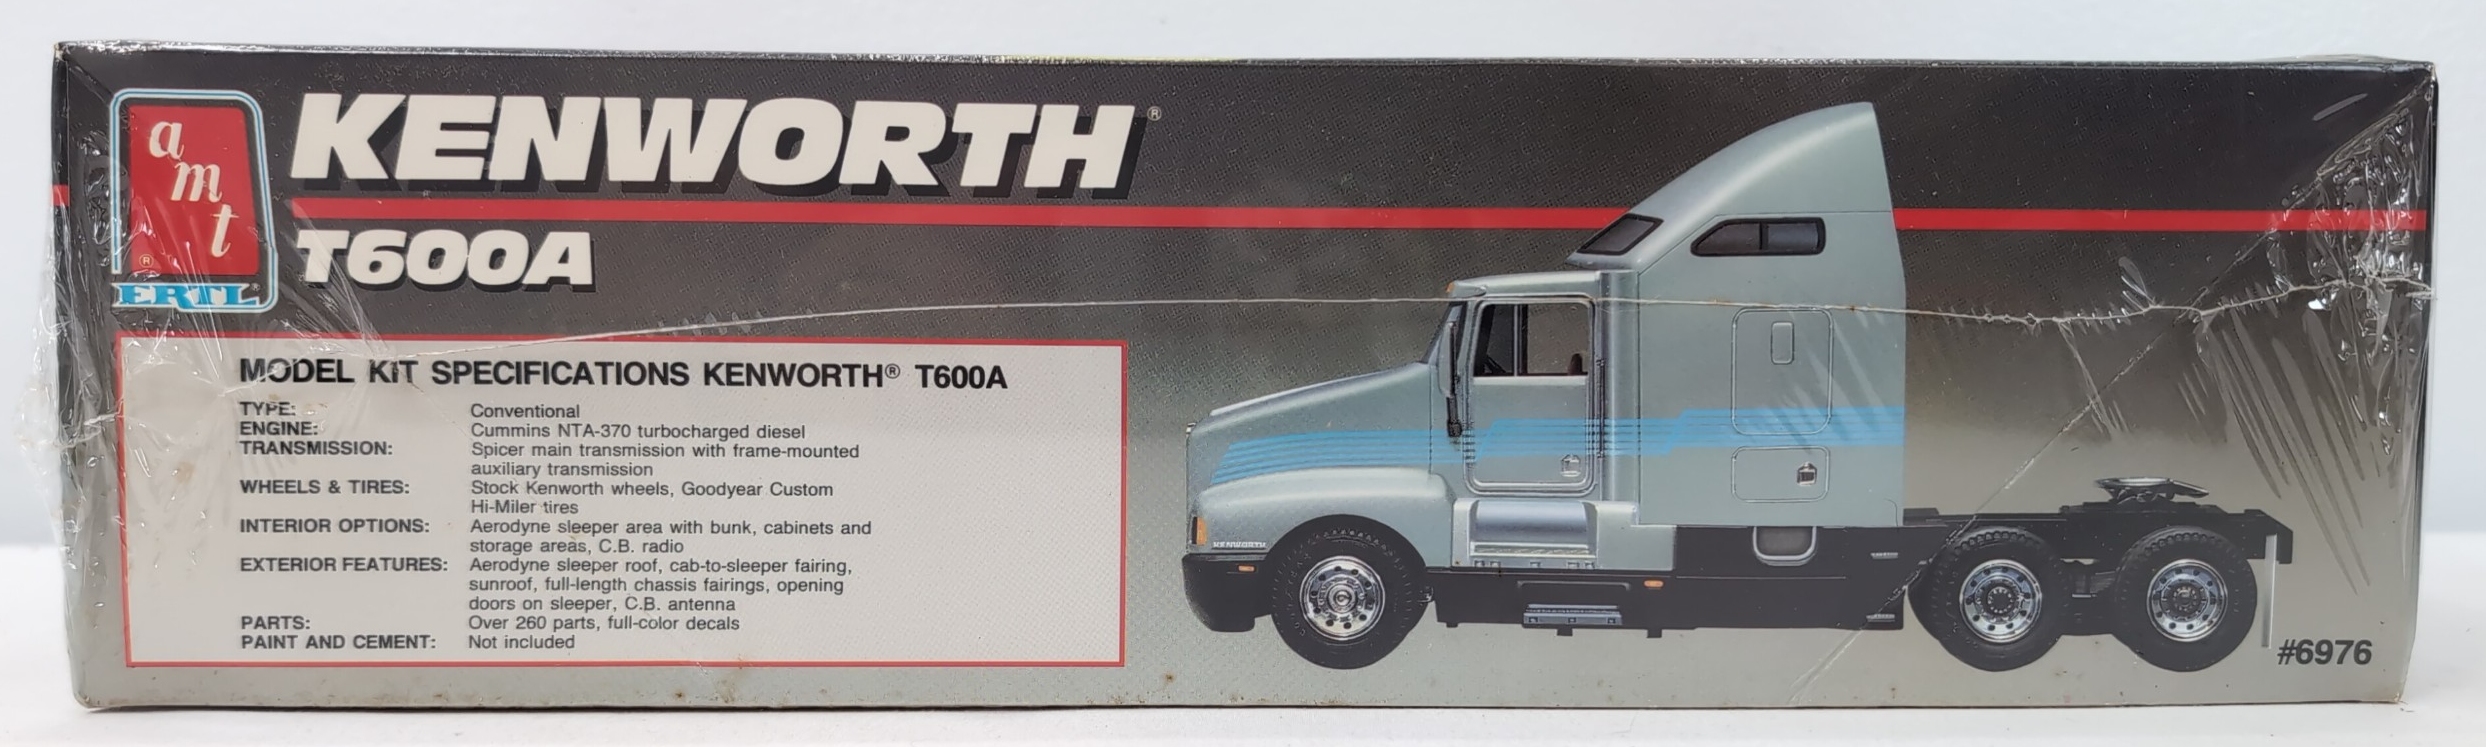 a
m
t
®
ERTL®
KENWORTH®
T600A
MODEL KIT SPECIFICATIONS KENWORTH® T600A
TYPE: Conventional
ENGINE: Cummins NTA-370 turbocharged diesel
TRANSMISSION: Spicer main transmission with frame-mounted
auxiliary transmission
WHEELS & TIRES: Stock Kenworth wheels, Goodyear Custom
Hi-Miler tires
INTERIOR OPTIONS: Aerodyne sleeper area with bunk, cabinets and
storage areas, C.B. radio
EXTERIOR FEATURES: Aerodyne sleeper roof, cab-to-sleeper fairing,
sunroof, full-length chassis fairings, opening
doors on sleeper, C.B. antenna
PARTS: Over 260 parts, full-color decals
PAINT AND CEMENT: Not included
KENWORTH
#6976